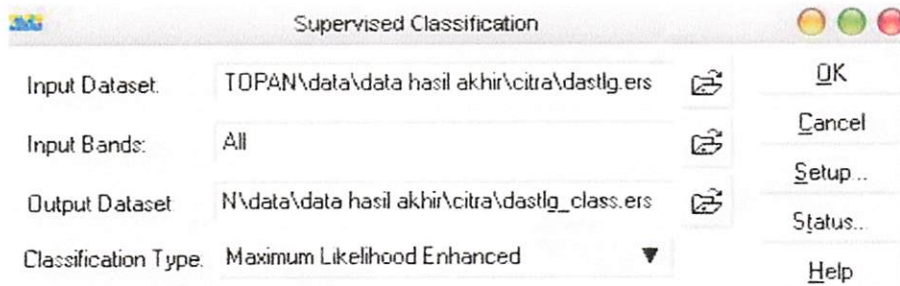 Supervised Classification
Input Dataset: TOPAN\data\data hasil akhir\citra\dastlg.ers
OK
Input Bands: All
Cancel
Setup...
Output Dataset: N\data\data hasil akhir\citra\dastlg_class.ers
Status...
Classification Type: Maximum Likelihood Enhanced
Help